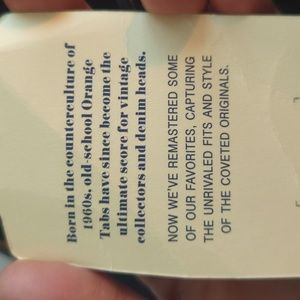 Born in the counterculture of
1960s, old-school Orange
Tabs have since become the
ultimate score for vintage
collectors and denim heads.
NOW WE'VE REMASTERED SOME
OF OUR FAVORITES, CAPTURING
THE UNRIVALED FITS AND STYLE
OF THE COVETED ORIGINALS.